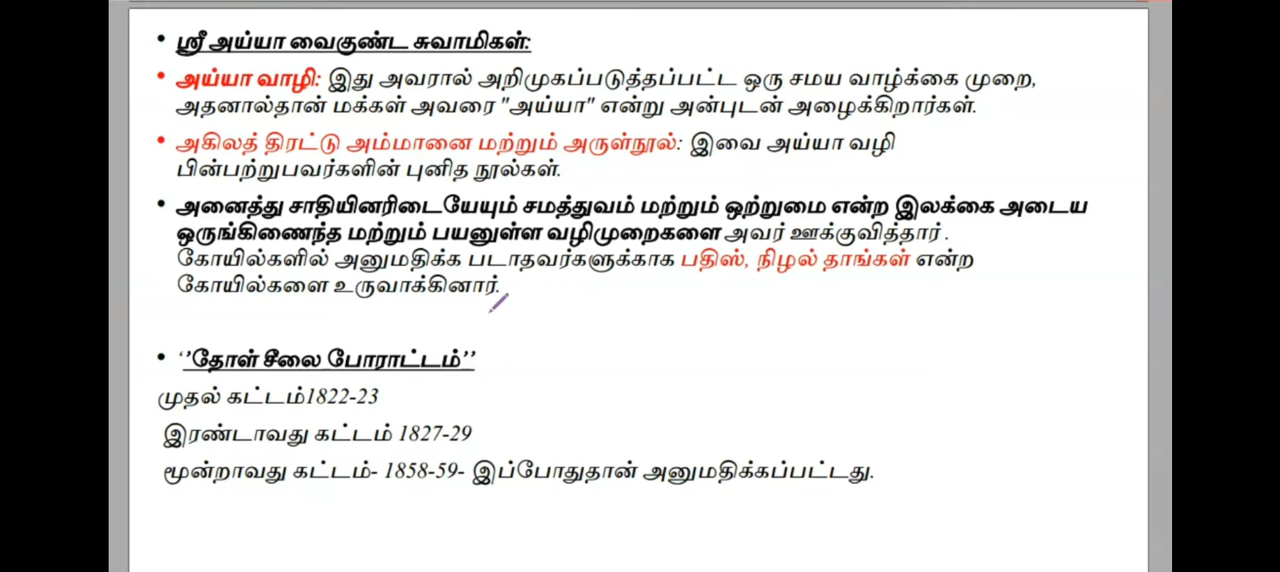 • ஸ்ரீ அய்யா வைகுண்ட சுவாமிகள்:
• அய்யா வாழி: இது அவரால் அறிமுகப்படுத்தப்பட்ட ஒரு சமய வாழ்க்கை முறை,
அதனால்தான் மக்கள் அவரை "அய்யா" என்று அன்புடன் அழைக்கிறார்கள்.
• அகிலத் திரட்டு அம்மானை மற்றும் அருள்நூல்: இவை அய்யா வழி
பின்பற்றுபவர்களின் புனித நூல்கள்.
• அனைத்து சாதியினரிடையேயும் சமத்துவம் மற்றும் ஒற்றுமை என்ற இலக்கை அடைய
ஒருங்கிணைந்த மற்றும் பயனுள்ள வழிமுறைகளை அவர் ஊக்குவித்தார் .
கோயில்களில் அனுமதிக்க படாதவர்களுக்காக பதிஸ், நிழல் தாங்கள் என்ற
கோயில்களை உருவாக்கினார்.
• ‘’தோள் சீலை போராட்டம்’’
முதல் கட்டம்1822-23
இரண்டாவது கட்டம் 1827-29
மூன்றாவது கட்டம்- 1858-59- இப்போதுதான் அனுமதிக்கப்பட்டது.